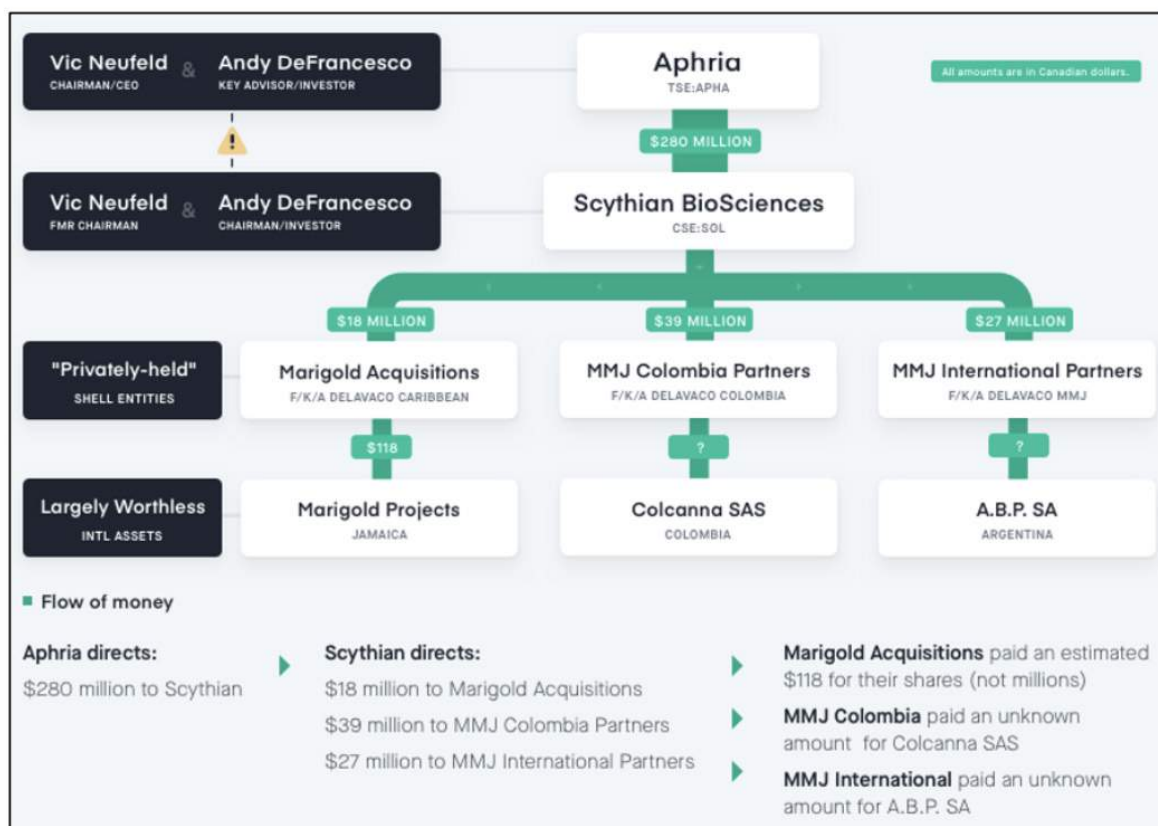 Vic Neufeld & Andy DeFrancesco
CHAIRMAN/CEO KEY ADVISOR/INVESTOR
Aphria
TSE:APHA
All amounts are in Canadian dollars.
$280 MILLION
!
Vic Neufeld & Andy DeFrancesco
FMR CHAIRMAN CHAIRMAN/INVESTOR
Scythian BioSciences
CSE:SOL
$18 MILLION $39 MILLION $27 MILLION
"Privately-held"
SHELL ENTITIES
Marigold Acquisitions
F/K/A DELAVACO CARIBBEAN
MMJ Colombia Partners
F/K/A DELAVACO COLOMBIA
MMJ International Partners
F/K/A DELAVACO MMJ
$118 ? ?
Largely Worthless
INTL ASSETS
Marigold Projects
JAMAICA
Colcanna SAS
COLOMBIA
A.B.P. SA
ARGENTINA
Flow of money
Aphria directs:
$280 million to Scythian
Scythian directs:
$18 million to Marigold Acquisitions
$39 million to MMJ Colombia Partners
$27 million to MMJ International Partners
Marigold Acquisitions paid an estimated
$118 for their shares (not millions)
MMJ Colombia paid an unknown
amount for Colcanna SAS
MMJ International paid an unknown
amount for A.B.P. SA